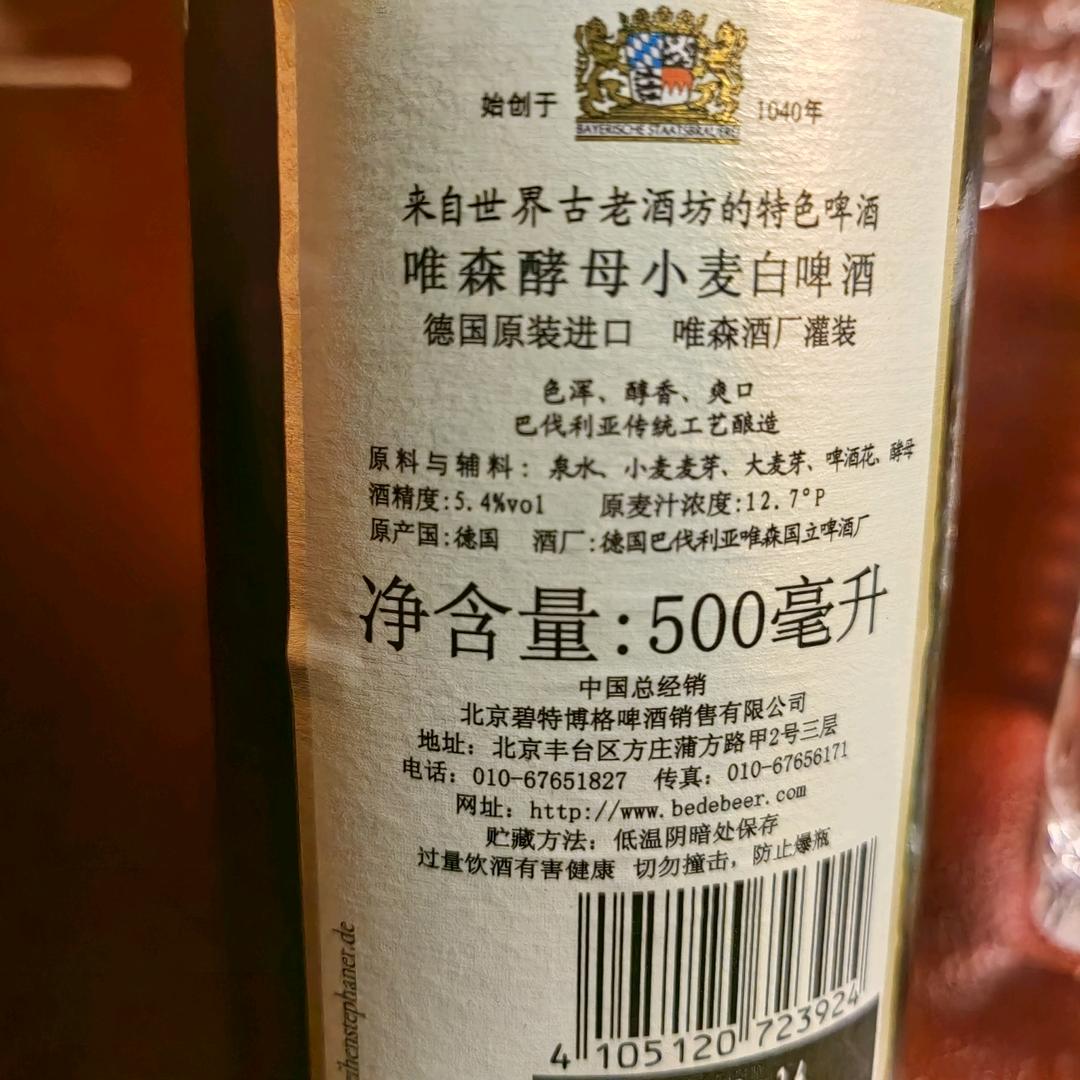 始创于 1040年
BAYERISCHE STAATSBRAUEREI
来自世界古老酒坊的特色啤酒
唯森酵母小麦白啤酒
德国原装进口 唯森酒厂灌装
色浑、醇香、爽口
巴伐利亚传统工艺酿造
原料与辅料: 泉水、小麦麦芽、大麦芽、啤酒花、酵母
酒精度:5.4%vol 原麦汁浓度:12.7°P
原产国:德国 酒厂:德国巴伐利亚唯森国立啤酒厂
净含量:500毫升
中国总经销
北京碧特博格啤酒销售有限公司
地址: 北京丰台区方庄蒲方路甲2号三层
电话: 010-67651827 传真: 010-67656171
网址: http://www.bedebeer.com
贮藏方法: 低温阴暗处保存
过量饮酒有害健康 切勿撞击, 防止爆瓶
4 105120 723924
ihenstephaner.de